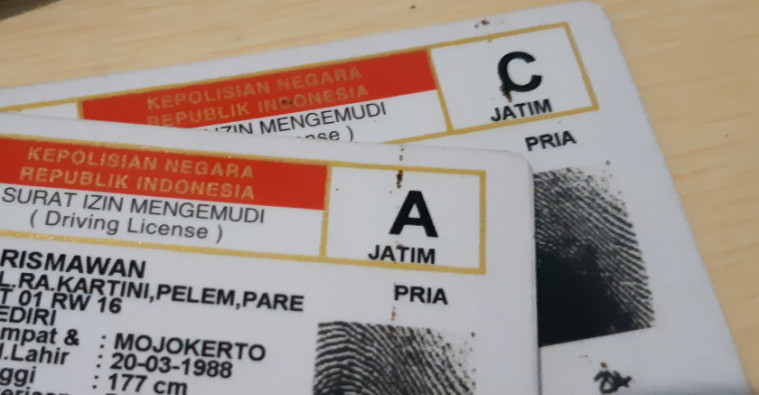 KEPOLISIAN NEGARA
REPUBLIK INDONESIA
IZIN MENGEMUDI
C
JATIM
PRIA
KEPOLISIAN NEGARA
REPUBLIK INDONESIA
SURAT IZIN MENGEMUDI
( Driving License )
A
JATIM
PRIA
RISMAWAN
L.RA.KARTINI,PELEM,PARE
T 01 RW 16
EDIRI
mpat & : MOJOKERTO
l.Lahir : 20-03-1988
ggi : 177 cm